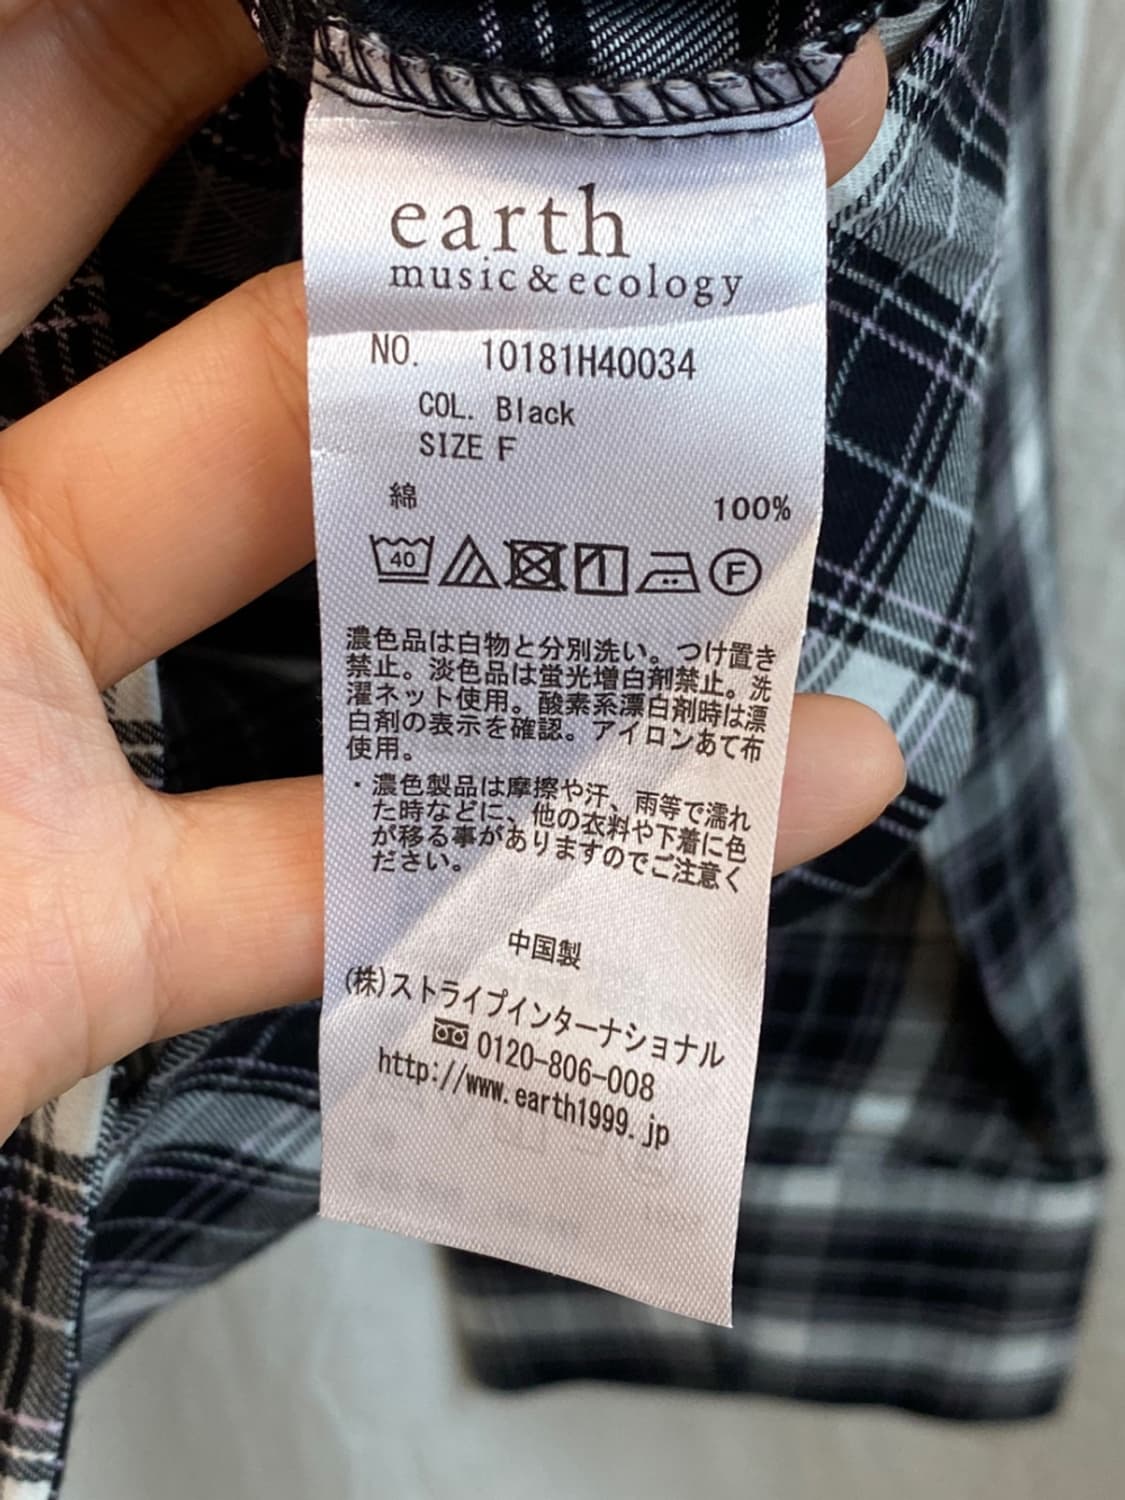 earth
music&ecology
NO. 10181H40034
COL. Black
SIZE F
綿 100%
40 F
濃色品は白物と分別洗い。つけ置き
禁止。淡色品は蛍光増白剤禁止。洗
濯ネット使用。酸素系漂白剤時は漂
白剤の表示を確認。アイロンあて布
使用。
・濃色製品は摩擦や汗、雨等で濡れ
た時などに、他の衣料や下着に色
が移る事がありますのでご注意く
ださい。
中国製
(株)ストライプインターナショナル
0120-806-008
http://www.earth1999.jp